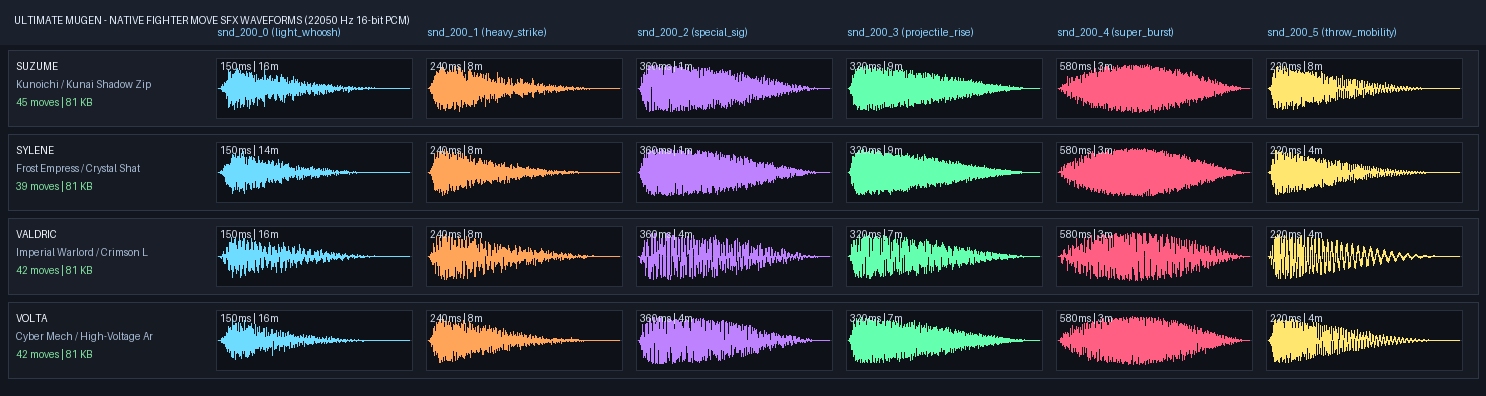 ULTIMATE MUGEN - NATIVE FIGHTER MOVE SFX WAVEFORMS (22050 Hz 16-bit PCM)
snd_200_0 (light_whoosh) snd_200_1 (heavy_strike) snd_200_2 (special_sig) snd_200_3 (projectile_rise) snd_200_4 (super_burst) snd_200_5 (throw_mobility)
SUZUME
150ms | 16m 240ms | 8m 360ms | 1m 320ms | 9m 580ms | 3m 220ms | 8m
Kunoichi / Kunai Shadow Zip
45 moves | 81 KB
SYLENE
150ms | 14m 240ms | 8m 360ms | 1m 320ms | 9m 580ms | 3m 220ms | 4m
Frost Empress / Crystal Shat
39 moves | 81 KB
VALDRIC
150ms | 16m 240ms | 8m 360ms | 4m 320ms | 7m 580ms | 3m 220ms | 4m
Imperial Warlord / Crimson L
42 moves | 81 KB
VOLTA
150ms | 16m 240ms | 8m 360ms | 4m 320ms | 7m 580ms | 3m 220ms | 4m
Cyber Mech / High-Voltage Ar
42 moves | 81 KB